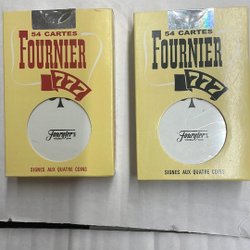 54 CARTES
FOURNIER
777
Fournier
SIGNES AUX QUATRE COINS
54 CARTES
FOURNIER
777
Fournier
SIGNES AUX QUATRE COINS